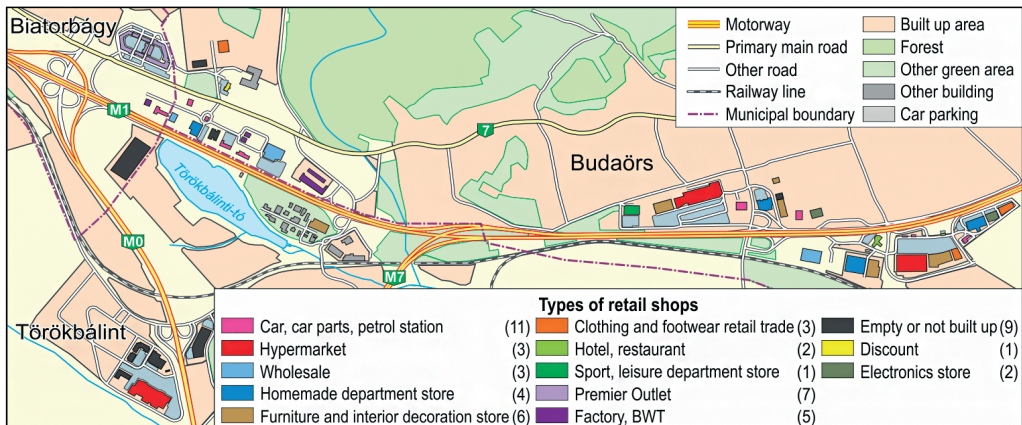 Biatorbágy
M1
7
Budaörs
Törökbálinti-tó
M0
M7
Törökbálint
Motorway
Primary main road
Other road
Railway line
Municipal boundary
Built up area
Forest
Other green area
Other building
Car parking
Types of retail shops
Car, car parts, petrol station (11)
Hypermarket (3)
Wholesale (3)
Homemade department store (4)
Furniture and interior decoration store (6)
Clothing and footwear retail trade (3)
Hotel, restaurant (2)
Sport, leisure department store (1)
Premier Outlet (7)
Factory, BWT (5)
Empty or not built up (9)
Discount (1)
Electronics store (2)